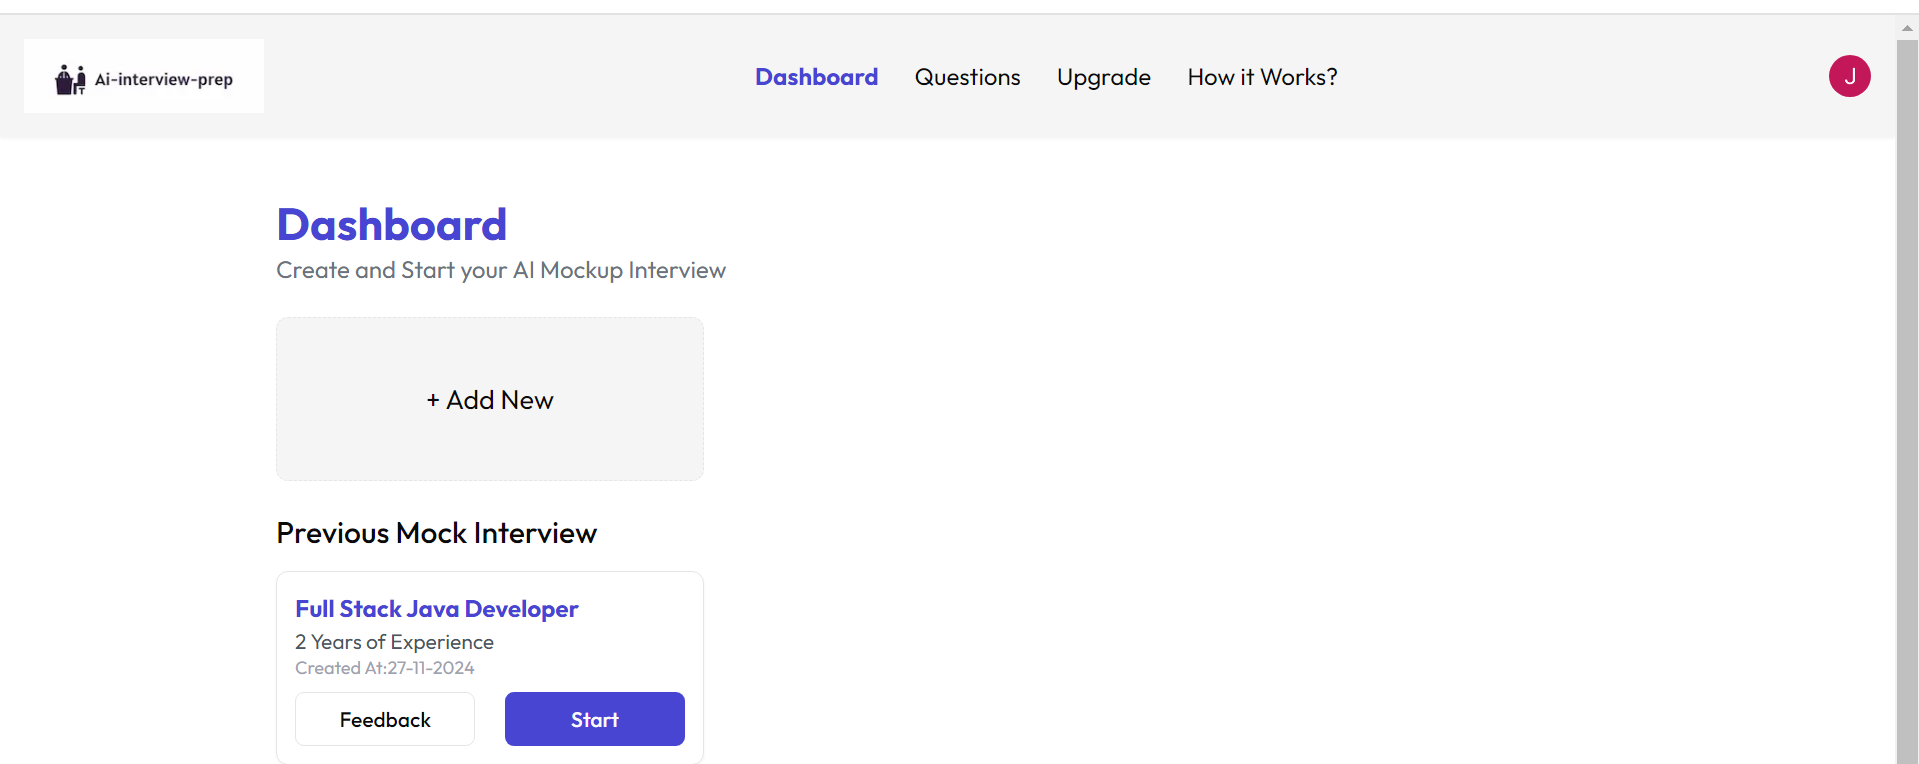 Ai-interview-prep
Dashboard Questions Upgrade How it Works?
J
Dashboard
Create and Start your AI Mockup Interview
+ Add New
Previous Mock Interview
Full Stack Java Developer
2 Years of Experience
Created At:27-11-2024
Feedback Start